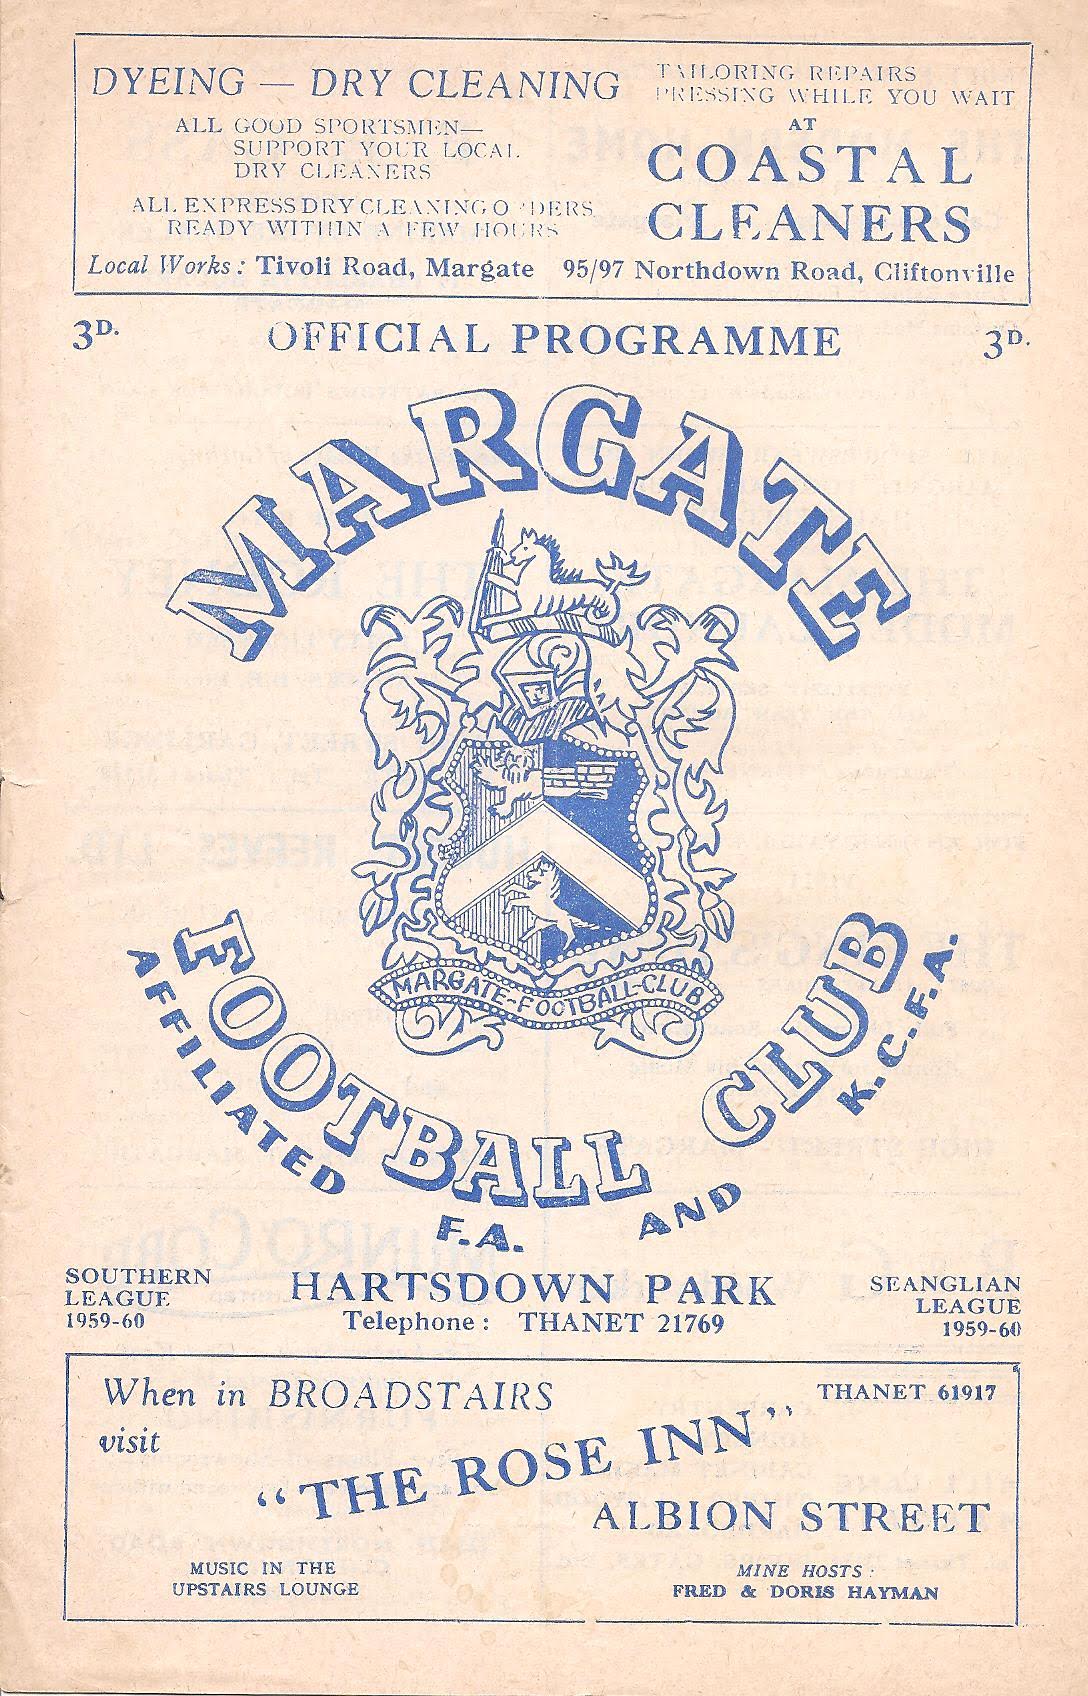 DYEING — DRY CLEANING
ALL GOOD SPORTSMEN—
SUPPORT YOUR LOCAL
DRY CLEANERS
ALL EXPRESS DRY CLEANING ORDERS
READY WITHIN A FEW HOURS
TAILORING REPAIRS
PRESSING WHILE YOU WAIT
AT
COASTAL
CLEANERS
Local Works: Tivoli Road, Margate 95/97 Northdown Road, Cliftonville
3D. OFFICIAL PROGRAMME 3D.
MARGATE
MARGATE-FOOTBALL-CLUB
FOOTBALL CLUB
AFFILIATED F.A. AND K.C.F.A.
SOUTHERN
LEAGUE
1959-60
HARTSDOWN PARK
Telephone: THANET 21769
SEANGLIAN
LEAGUE
1959-60
When in BROADSTAIRS
THANET 61917
visit
"THE ROSE INN"
ALBION STREET
MUSIC IN THE
UPSTAIRS LOUNGE
MINE HOSTS:
FRED & DORIS HAYMAN